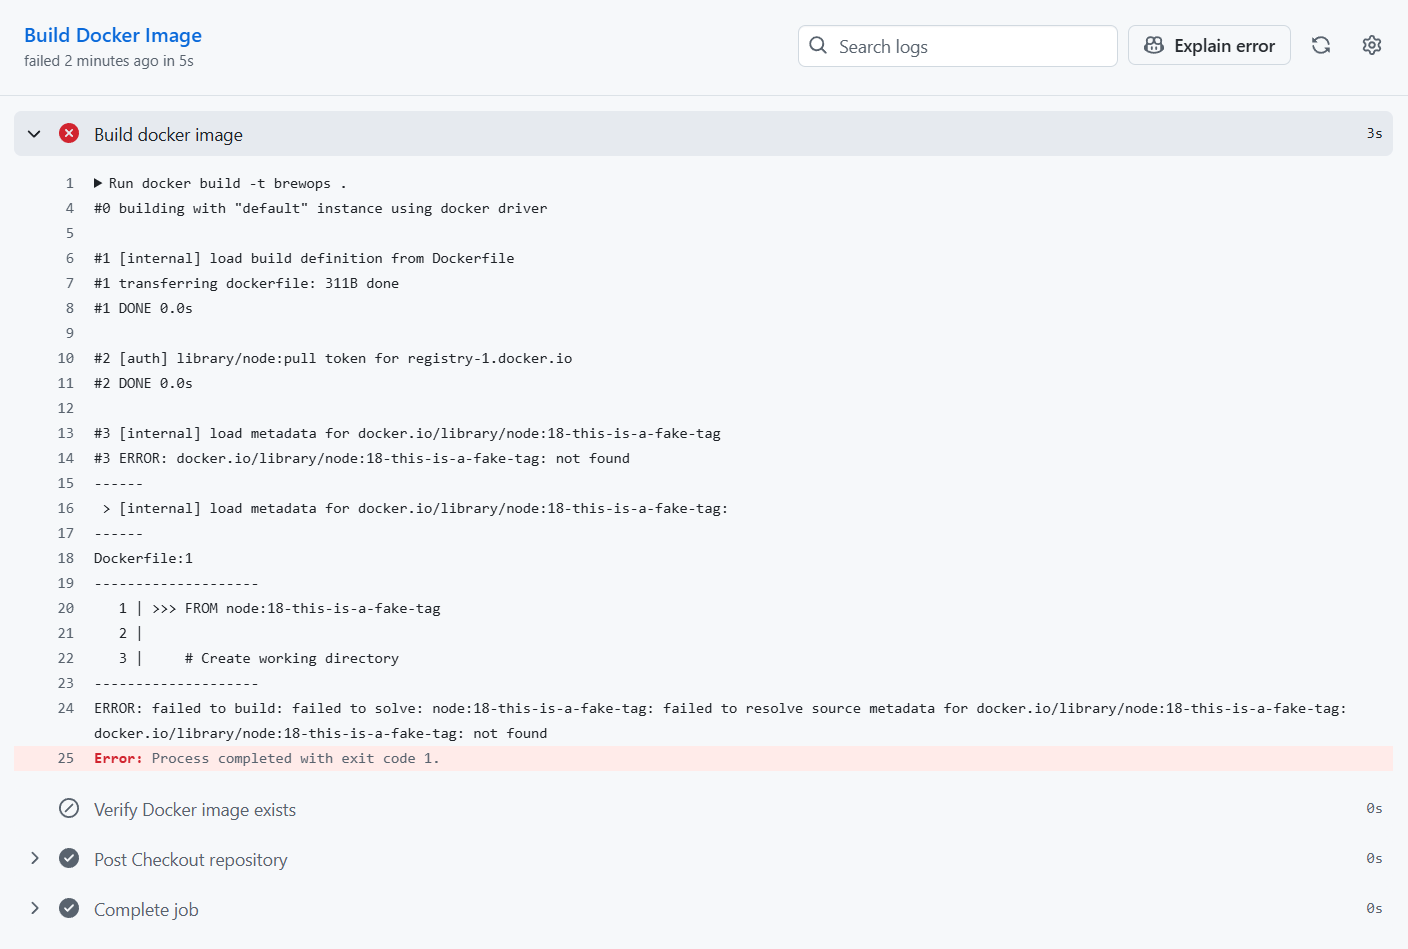 Build Docker Image
failed 2 minutes ago in 5s
Search logs
Explain error
Build docker image 3s
1 Run docker build -t brewops .
4 #0 building with "default" instance using docker driver
5
6 #1 [internal] load build definition from Dockerfile
7 #1 transferring dockerfile: 311B done
8 #1 DONE 0.0s
9
10 #2 [auth] library/node:pull token for registry-1.docker.io
11 #2 DONE 0.0s
12
13 #3 [internal] load metadata for docker.io/library/node:18-this-is-a-fake-tag
14 #3 ERROR: docker.io/library/node:18-this-is-a-fake-tag: not found
15 ------
16  > [internal] load metadata for docker.io/library/node:18-this-is-a-fake-tag:
17 ------
18 Dockerfile:1
19 --------------------
20    1 | >>> FROM node:18-this-is-a-fake-tag
21    2 |
22    3 |     # Create working directory
23 --------------------
24 ERROR: failed to build: failed to solve: node:18-this-is-a-fake-tag: failed to resolve source metadata for docker.io/library/node:18-this-is-a-fake-tag:
docker.io/library/node:18-this-is-a-fake-tag: not found
25 Error: Process completed with exit code 1.
Verify Docker image exists 0s
Post Checkout repository 0s
Complete job 0s